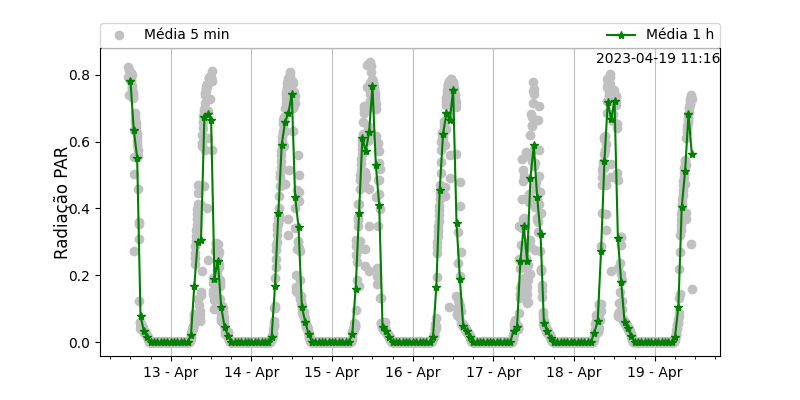 Média 5 min
Média 1 h
2023-04-19 11:16
0.8
0.6
0.4
0.2
0.0
Radiação PAR
13 - Apr
14 - Apr
15 - Apr
16 - Apr
17 - Apr
18 - Apr
19 - Apr